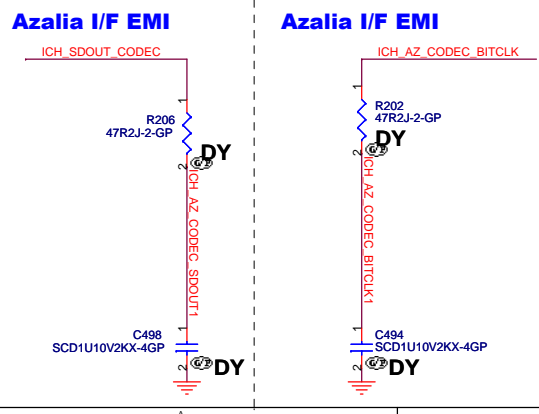 Azalia I/F EMI
ICH_SDOUT_CODEC
1
R206
47R2J-2-GP
2
DY
G/P
ICH_AZ_CODEC_SDOUT1
1
C498
SCD1U10V2KX-4GP
2
DY
G/P
Azalia I/F EMI
ICH_AZ_CODEC_BITCLK
1
R202
47R2J-2-GP
2
DY
G/P
ICH_AZ_CODEC_BITCLK1
1
C494
SCD1U10V2KX-4GP
2
DY
G/P